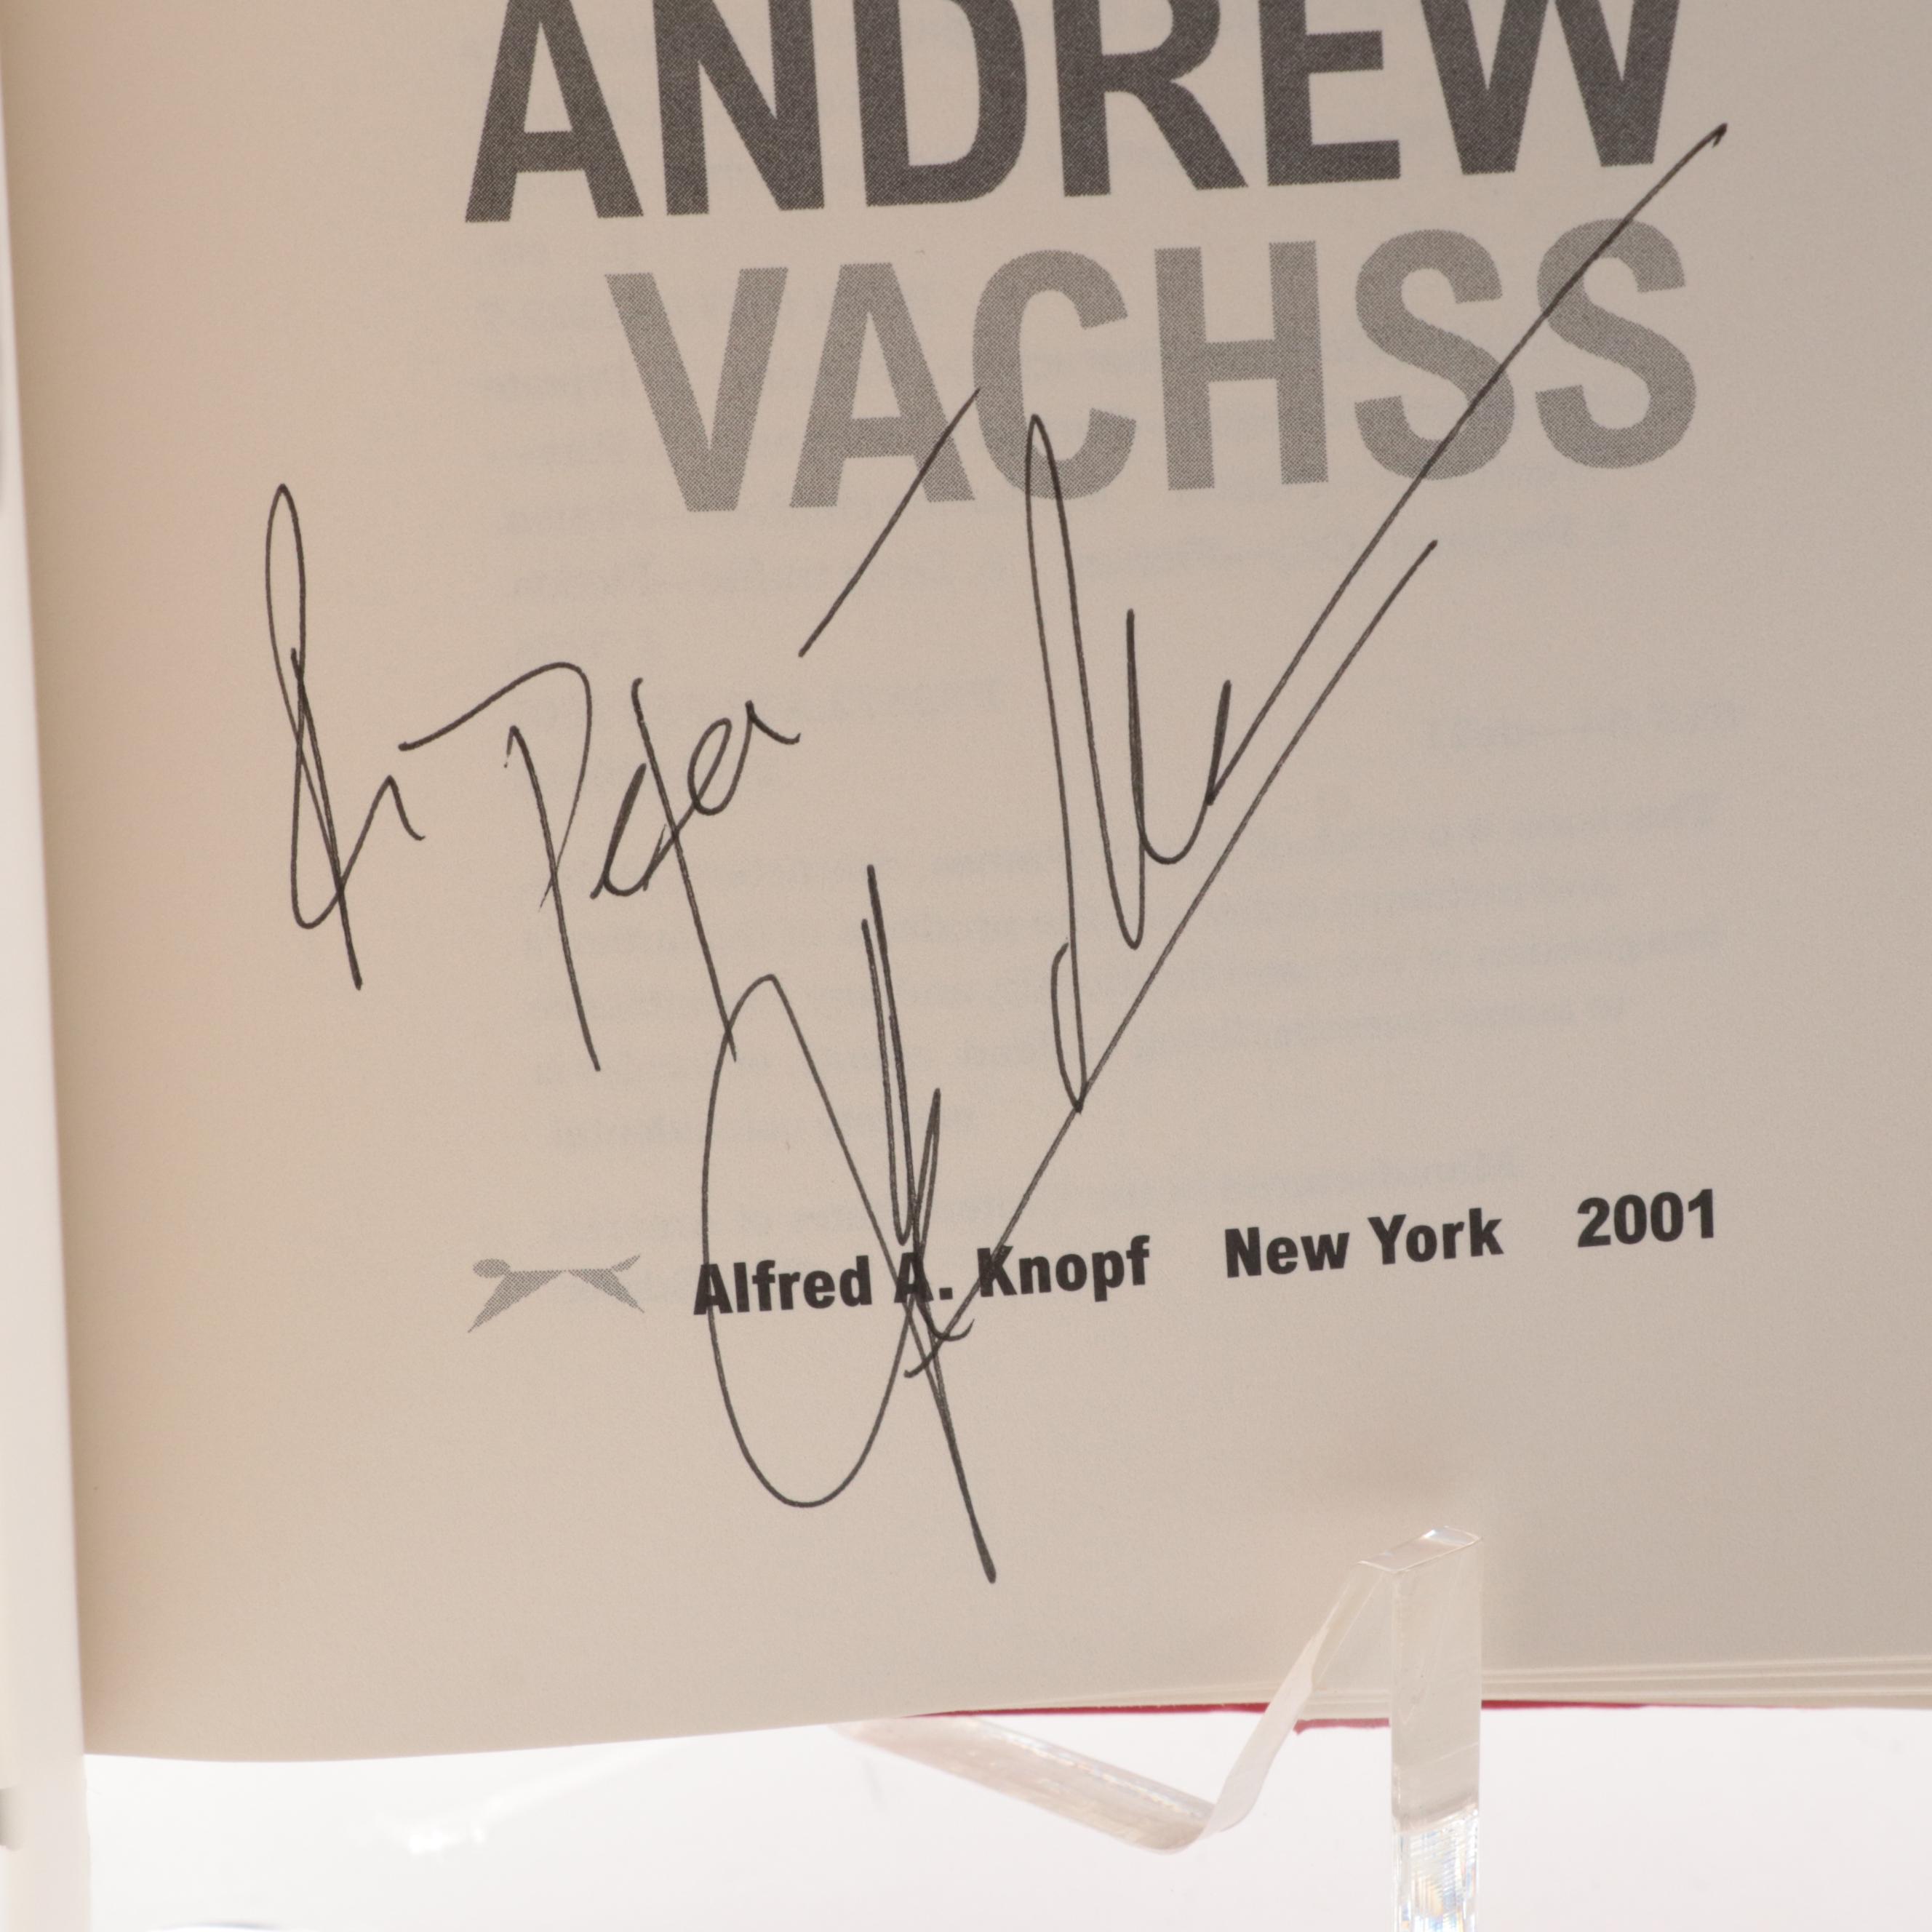 ANDREW
VACHSS
for Peter
Alfred A. Knopf New York 2001